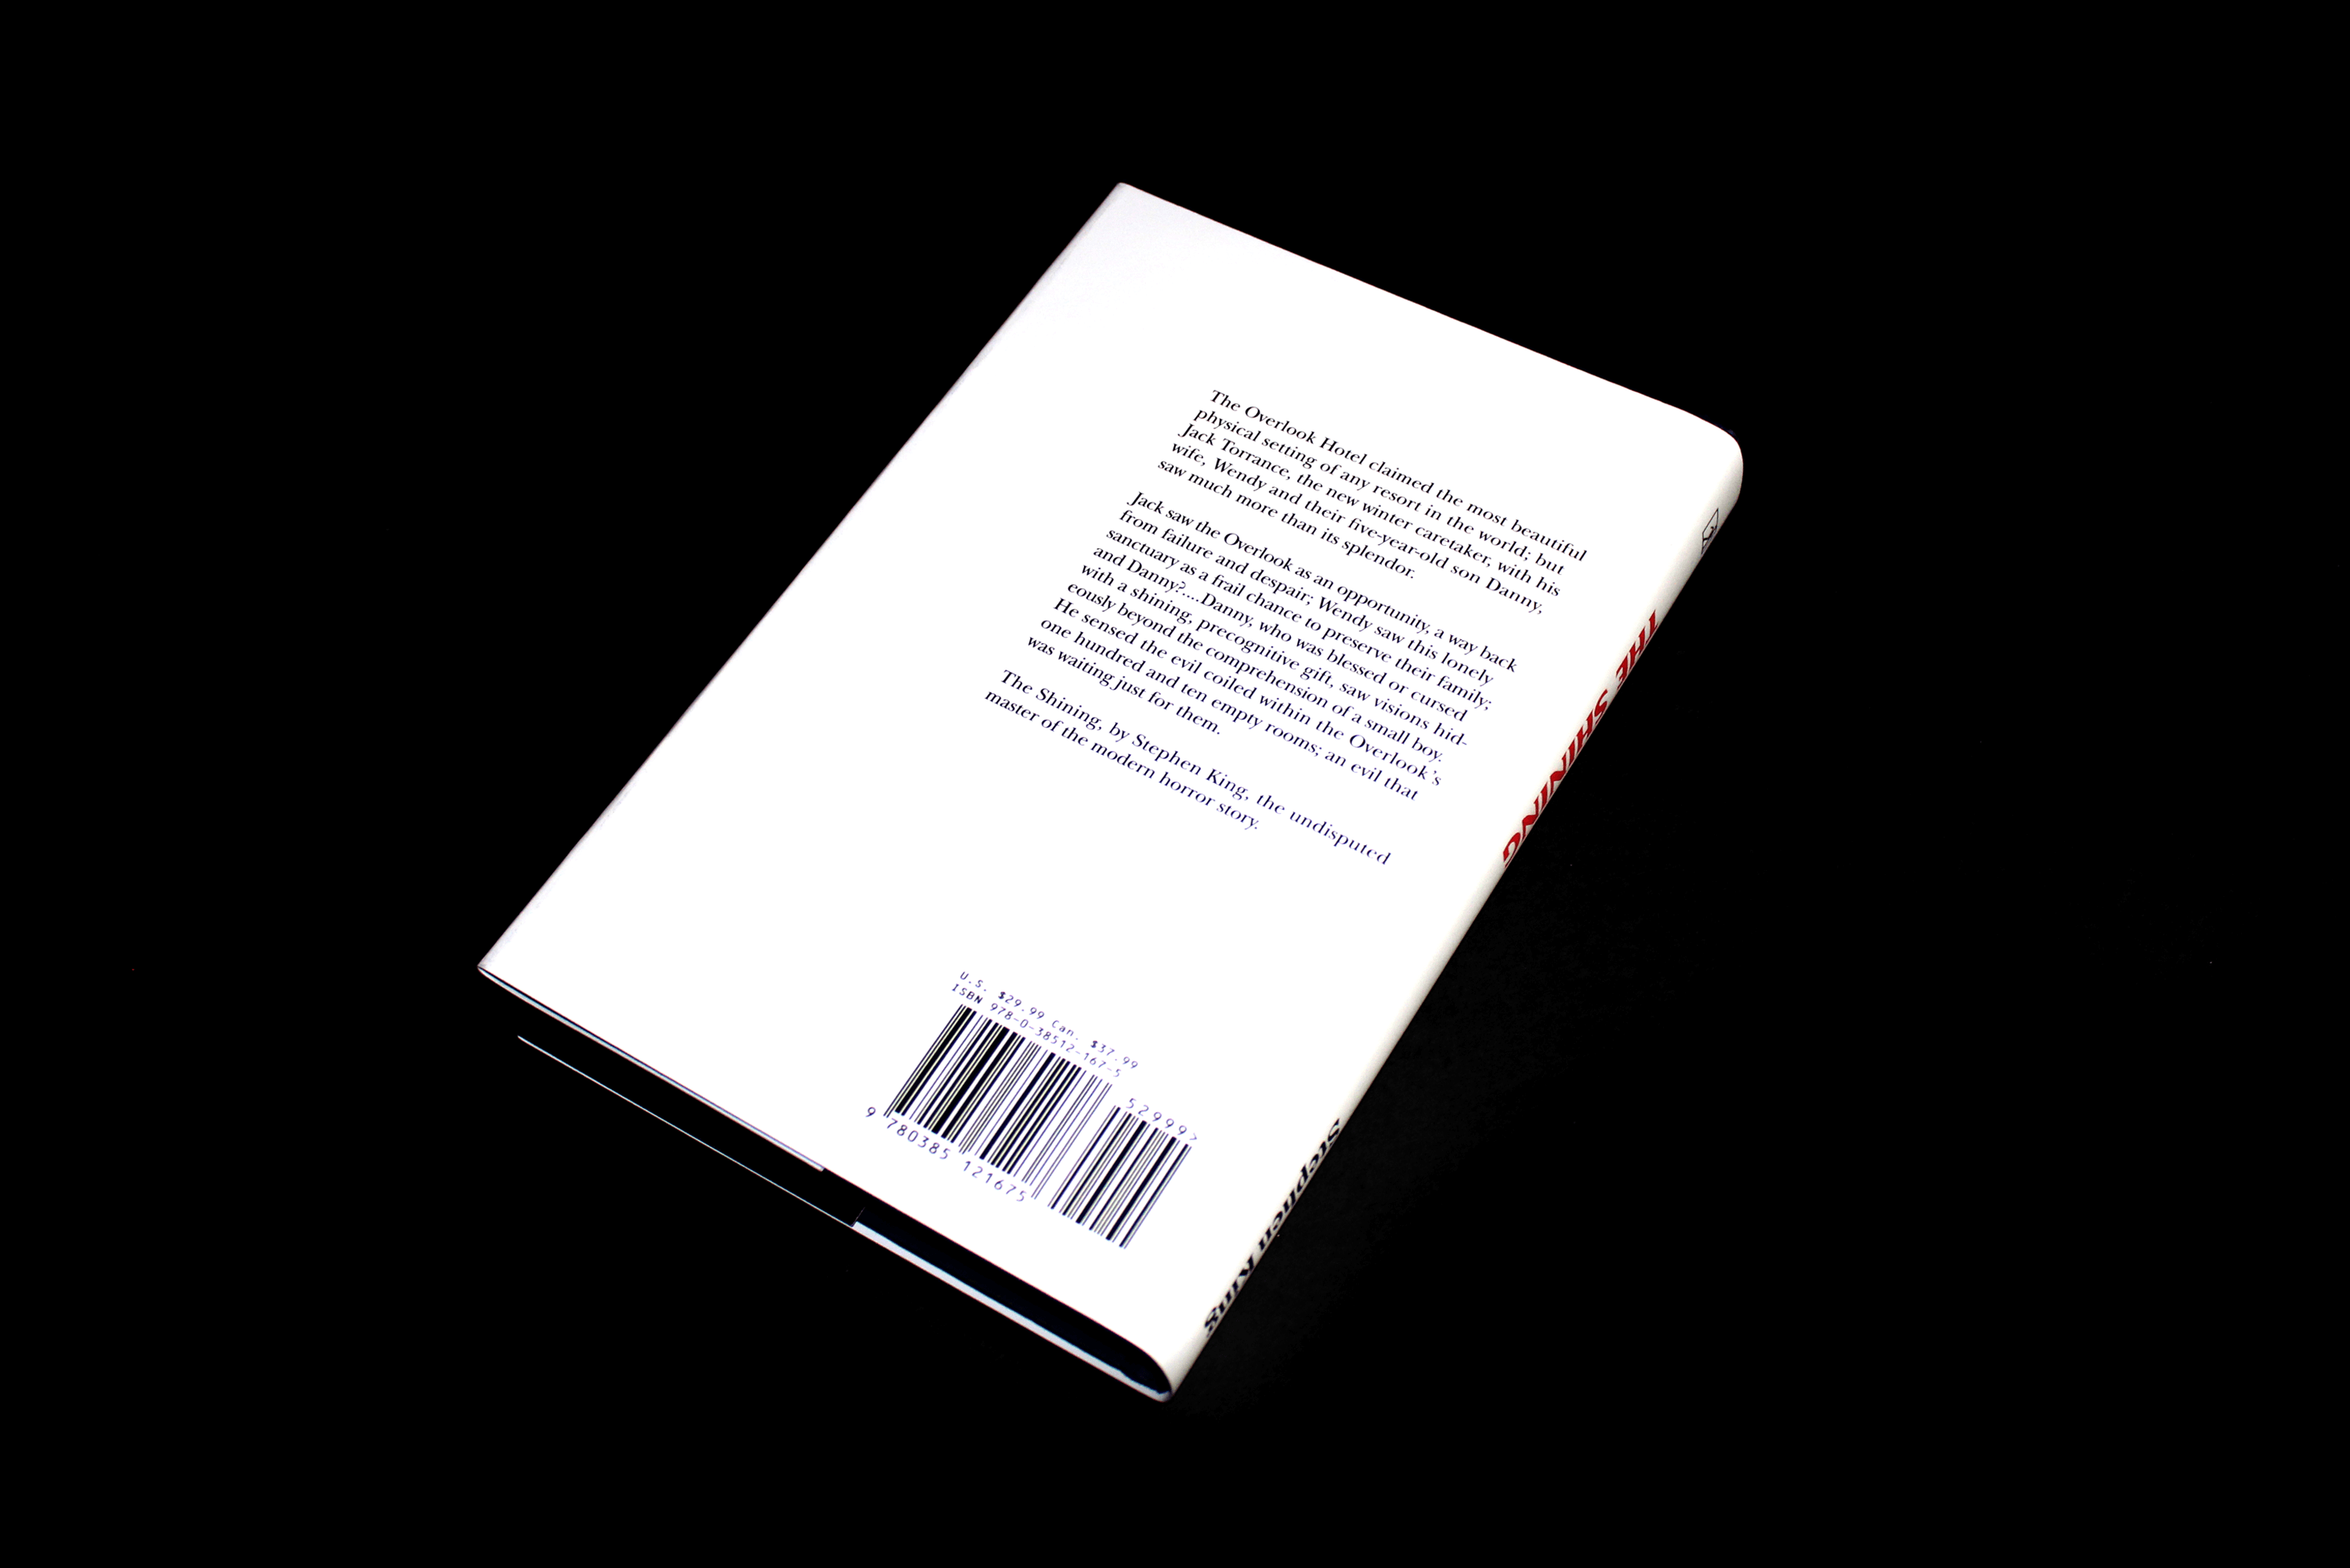 The Overlook Hotel claimed the most beautiful
physical setting of any resort in the world; but
Jack Torrance, the new winter caretaker, with his
wife, Wendy and their five-year-old son Danny,
saw much more than its splendor.
Jack saw the Overlook as an opportunity, a way back
from failure and despair; Wendy saw this lonely
sanctuary as a frail chance to preserve their family;
and Danny?....Danny, who was blessed or cursed
with a shining, precognitive gift, saw visions hid-
eously beyond the comprehension of a small boy.
He sensed the evil coiled within the Overlook's
one hundred and ten empty rooms; an evil that
was waiting just for them.
The Shining, by Stephen King, the undisputed
master of the modern horror story.
U.S. $29.99 Can. $37.99
ISBN 978-0-38512-167-5
52999>
9 780385 121675
THE SHINING
Stephen King